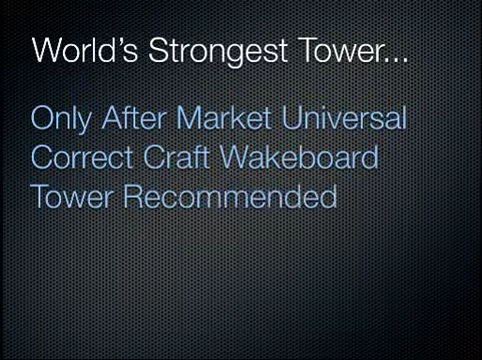 World's Strongest Tower...
Only After Market Universal
Correct Craft Wakeboard
Tower Recommended